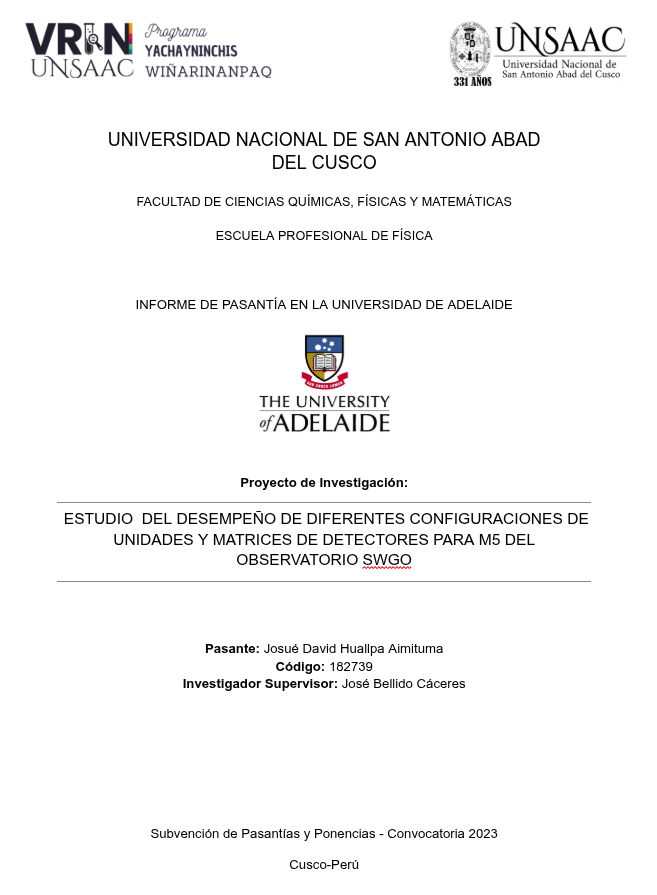 VRIN
UNSAAC
Programa
YACHAYNINCHIS
WIÑARINANPAQ
331 AÑOS
UNSAAC
Universidad Nacional de
San Antonio Abad del Cusco
UNIVERSIDAD NACIONAL DE SAN ANTONIO ABAD
DEL CUSCO
FACULTAD DE CIENCIAS QUÍMICAS, FÍSICAS Y MATEMÁTICAS
ESCUELA PROFESIONAL DE FÍSICA
INFORME DE PASANTÍA EN LA UNIVERSIDAD DE ADELAIDE
THE UNIVERSITY
of ADELAIDE
Proyecto de Investigación:
ESTUDIO  DEL DESEMPEÑO DE DIFERENTES CONFIGURACIONES DE
UNIDADES Y MATRICES DE DETECTORES PARA M5 DEL
OBSERVATORIO SWGO
Pasante: Josué David Huallpa Aimituma
Código: 182739
Investigador Supervisor: José Bellido Cáceres
Subvención de Pasantías y Ponencias - Convocatoria 2023
Cusco-Perú